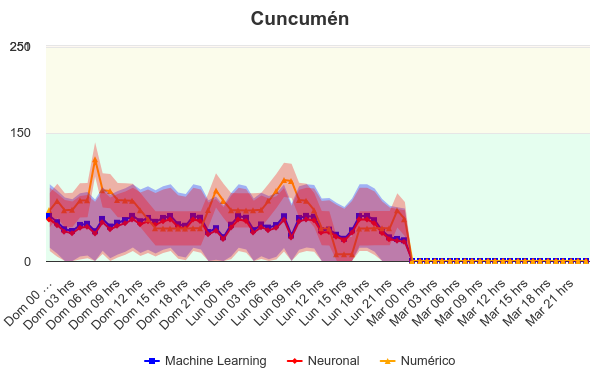 Cuncumén
250
150
0
Dom 00 ...
Dom 03 hrs
Dom 06 hrs
Dom 09 hrs
Dom 12 hrs
Dom 15 hrs
Dom 18 hrs
Dom 21 hrs
Lun 00 hrs
Lun 03 hrs
Lun 06 hrs
Lun 09 hrs
Lun 12 hrs
Lun 15 hrs
Lun 18 hrs
Lun 21 hrs
Mar 00 hrs
Mar 03 hrs
Mar 06 hrs
Mar 09 hrs
Mar 12 hrs
Mar 15 hrs
Mar 18 hrs
Mar 21 hrs
Machine Learning Neuronal Numérico